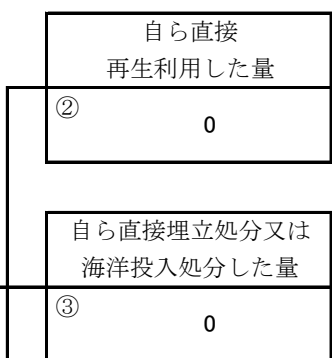 自ら直接
再生利用した量
②
0
自ら直接埋立処分又は
海洋投入処分した量
③
0